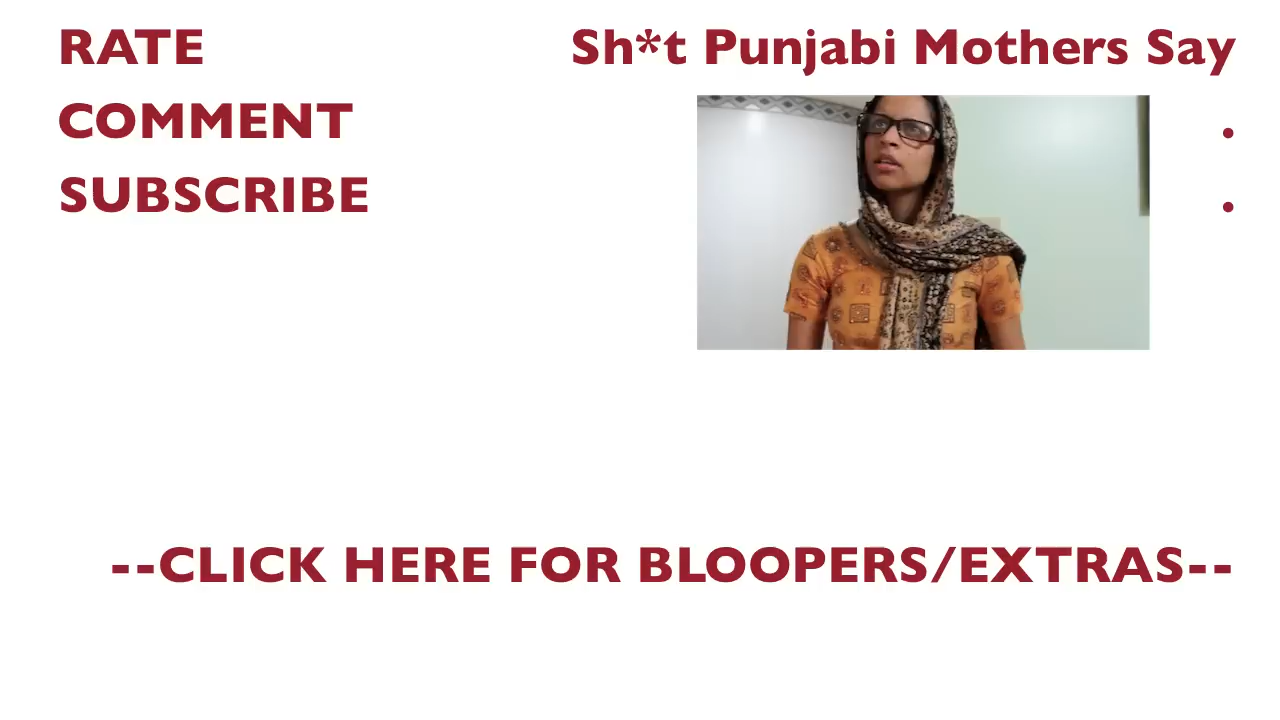 RATE
COMMENT
SUBSCRIBE
Sh*t Punjabi Mothers Say
--CLICK HERE FOR BLOOPERS/EXTRAS--